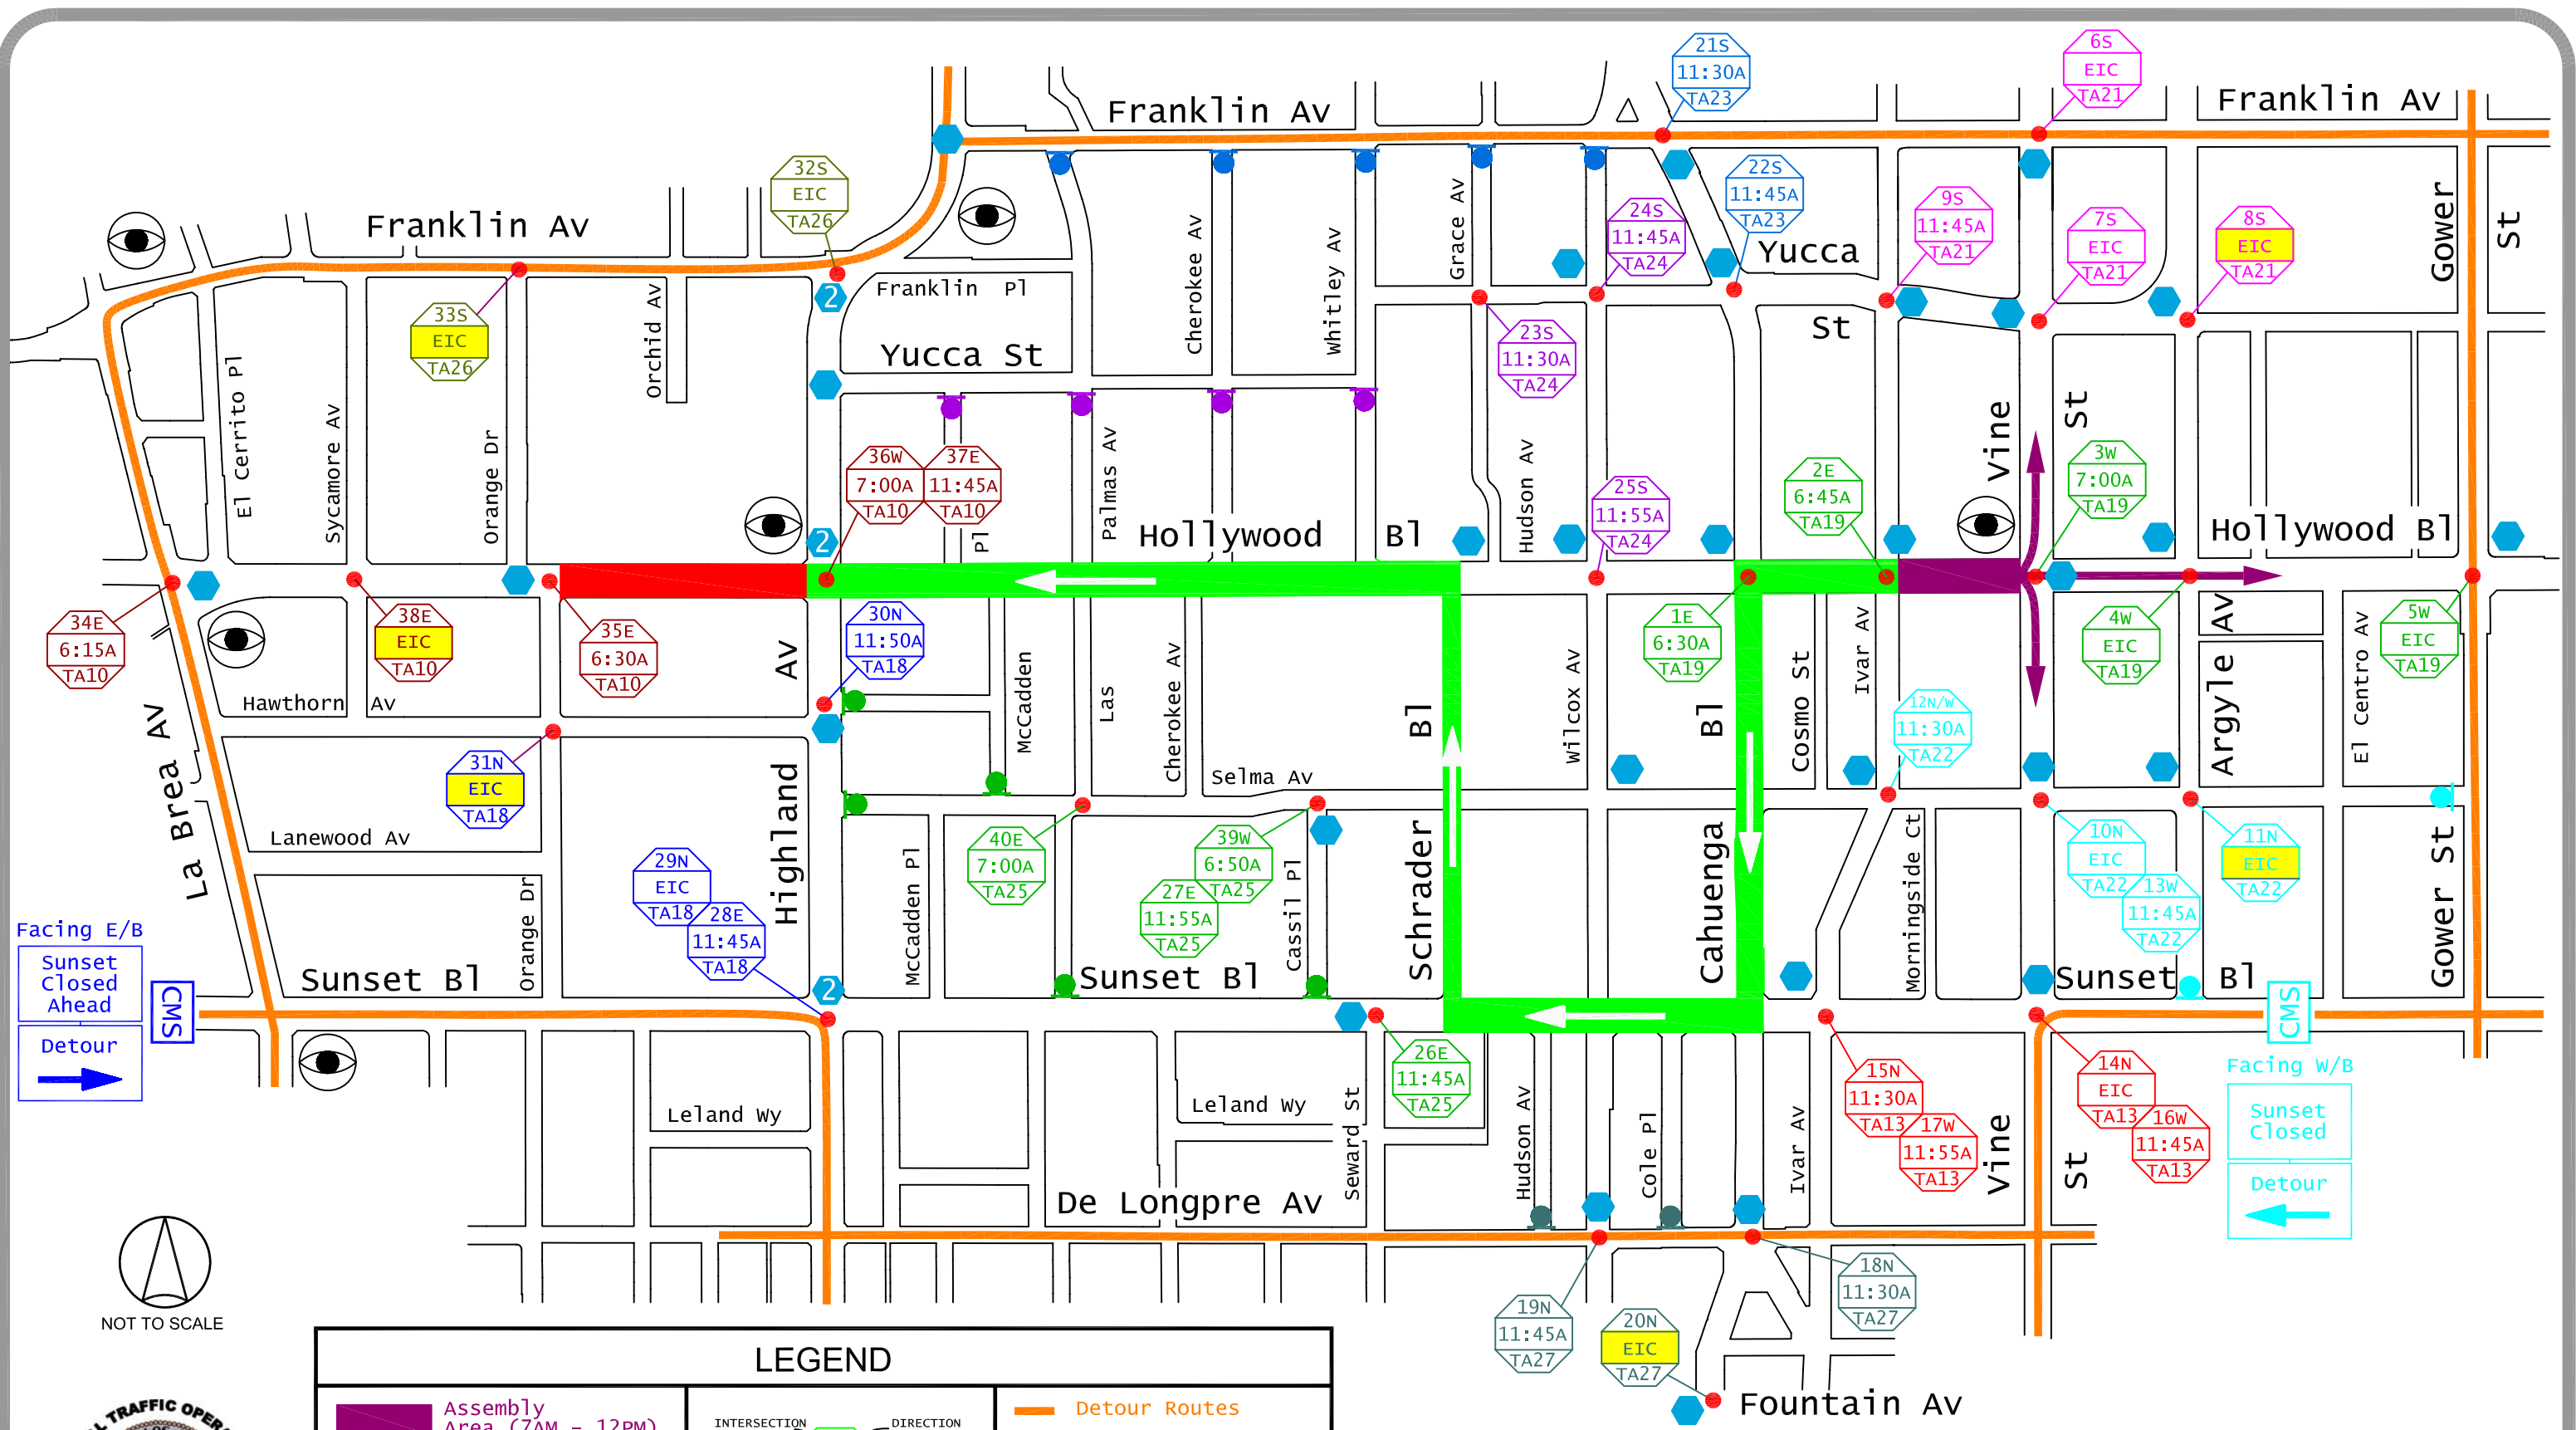 21S
11:30A
TA23
6S
EIC
TA21
Franklin Av
Franklin Av
32S
EIC
TA26
22S
11:45A
TA23
9S
11:45A
TA21
24S
11:45A
TA24
7S
EIC
TA21
8S
EIC
TA21
Gower
St
Franklin Av
Cherokee Av
Whitley Av
Grace Av
Yucca
St
2
Franklin Pl
33S
EIC
TA26
Orchid Av
Yucca St
23S
11:30A
TA24
El Cerrito Pl
Sycamore Av
Orange Dr
Palmas Av
Hudson Av
Vine
St
36W
7:00A
TA10
37E
11:45A
TA10
2E
6:45A
TA19
3W
7:00A
TA19
25S
11:55A
TA24
2
Pl
Hollywood Bl
Hollywood Bl
34E
6:15A
TA10
38E
EIC
TA10
35E
6:30A
TA10
30N
11:50A
TA18
1E
6:30A
TA19
4W
EIC
TA19
5W
EIC
TA19
Hawthorn Av
Highland
Av
McCadden
Las
Cherokee Av
Schrader
Bl
Wilcox Av
Cahuenga
Bl
Cosmo St
Ivar Av
12N/W
11:30A
TA22
Argyle Av
El Centro Av
La Brea Av
31N
EIC
TA18
Selma Av
Lanewood Av
29N
EIC
TA18
28E
11:45A
TA18
40E
7:00A
TA25
39W
6:50A
TA25
27E
11:55A
TA25
10N
EIC
TA22
13W
11:45A
TA22
11N
EIC
TA22
Orange Dr
McCadden Pl
Cassil Pl
Morningside Ct
Gower St
Facing E/B
Sunset
Closed
Ahead
Detour
CMS
Sunset Bl
2
Sunset Bl
Sunset Bl
CMS
Facing W/B
Sunset
Closed
Detour
26E
11:45A
TA25
15N
11:30A
TA13
17W
11:55A
TA13
14N
EIC
TA13
16W
11:45A
TA13
Leland Wy
Leland Wy
Seward St
Hudson Av
Cole Pl
Ivar Av
Vine
St
De Longpre Av
19N
11:45A
TA27
20N
EIC
TA27
18N
11:30A
TA27
NOT TO SCALE
Fountain Av
LEGEND
Assembly
Area (7AM - 12PM)
INTERSECTION
DIRECTION
Detour Routes
TRAFFIC OPER